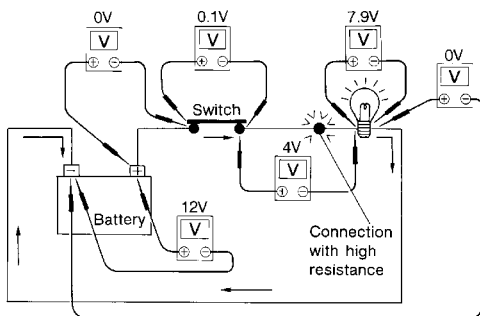 0V
V
⊕ ⊖
0.1V
V
⊕ ⊖
7.9V
V
⊕ ⊖
0V
V
⊕ ⊖
Switch
4V
V
⊕ ⊖
− +
Battery
12V
V
⊕ ⊖
Connection
with high
resistance